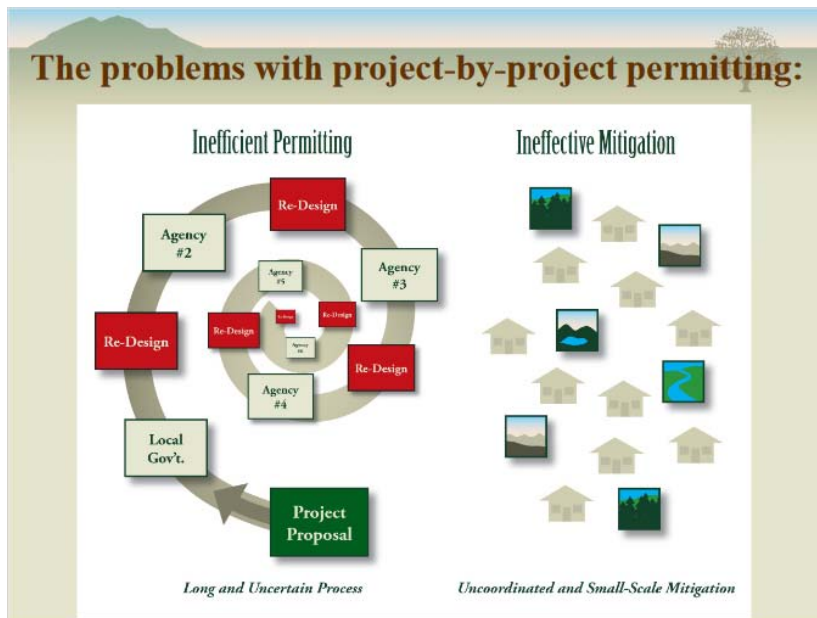 The problems with project-by-project permitting:
Inefficient Permitting
Re-Design
Agency
#2
Agency
#3
Agency
#5
Re-Design
Re-Design
Re-Design
Re-Design
Agency
#6
Re-Design
Agency
#4
Local
Gov't.
Project
Proposal
Long and Uncertain Process
Ineffective Mitigation
Uncoordinated and Small-Scale Mitigation